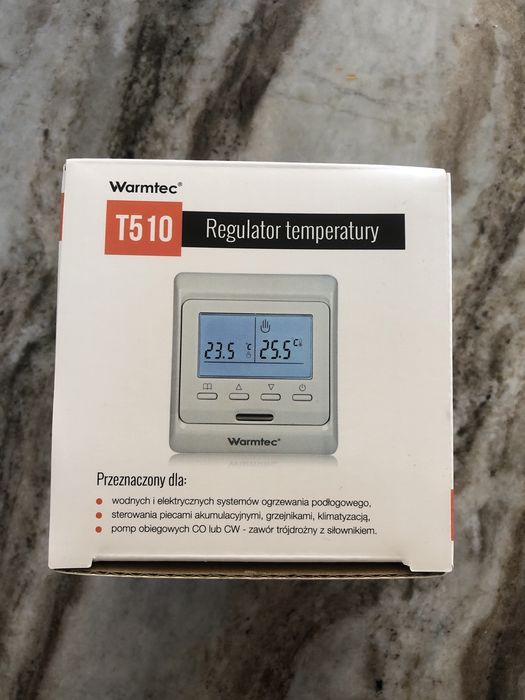 Warmtec®
T510 Regulator temperatury
23.5 °C 25.5 °C
Warmtec®
Przeznaczony dla:
wodnych i elektrycznych systemów ogrzewania podłogowego,
sterowania piecami akumulacyjnymi, grzejnikami, klimatyzacją,
pomp obiegowych CO lub CW - zawór trójdrożny z siłownikiem.